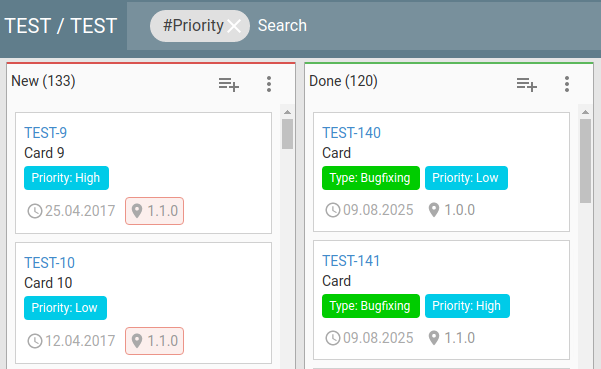 TEST / TEST
#Priority
Search
New (133)
TEST-9
Card 9
Priority: High
25.04.2017
1.1.0
TEST-10
Card 10
Priority: Low
12.04.2017
1.1.0
Done (120)
TEST-140
Card
Type: Bugfixing
Priority: Low
09.08.2025
1.0.0
TEST-141
Card
Type: Bugfixing
Priority: High
09.08.2025
1.1.0